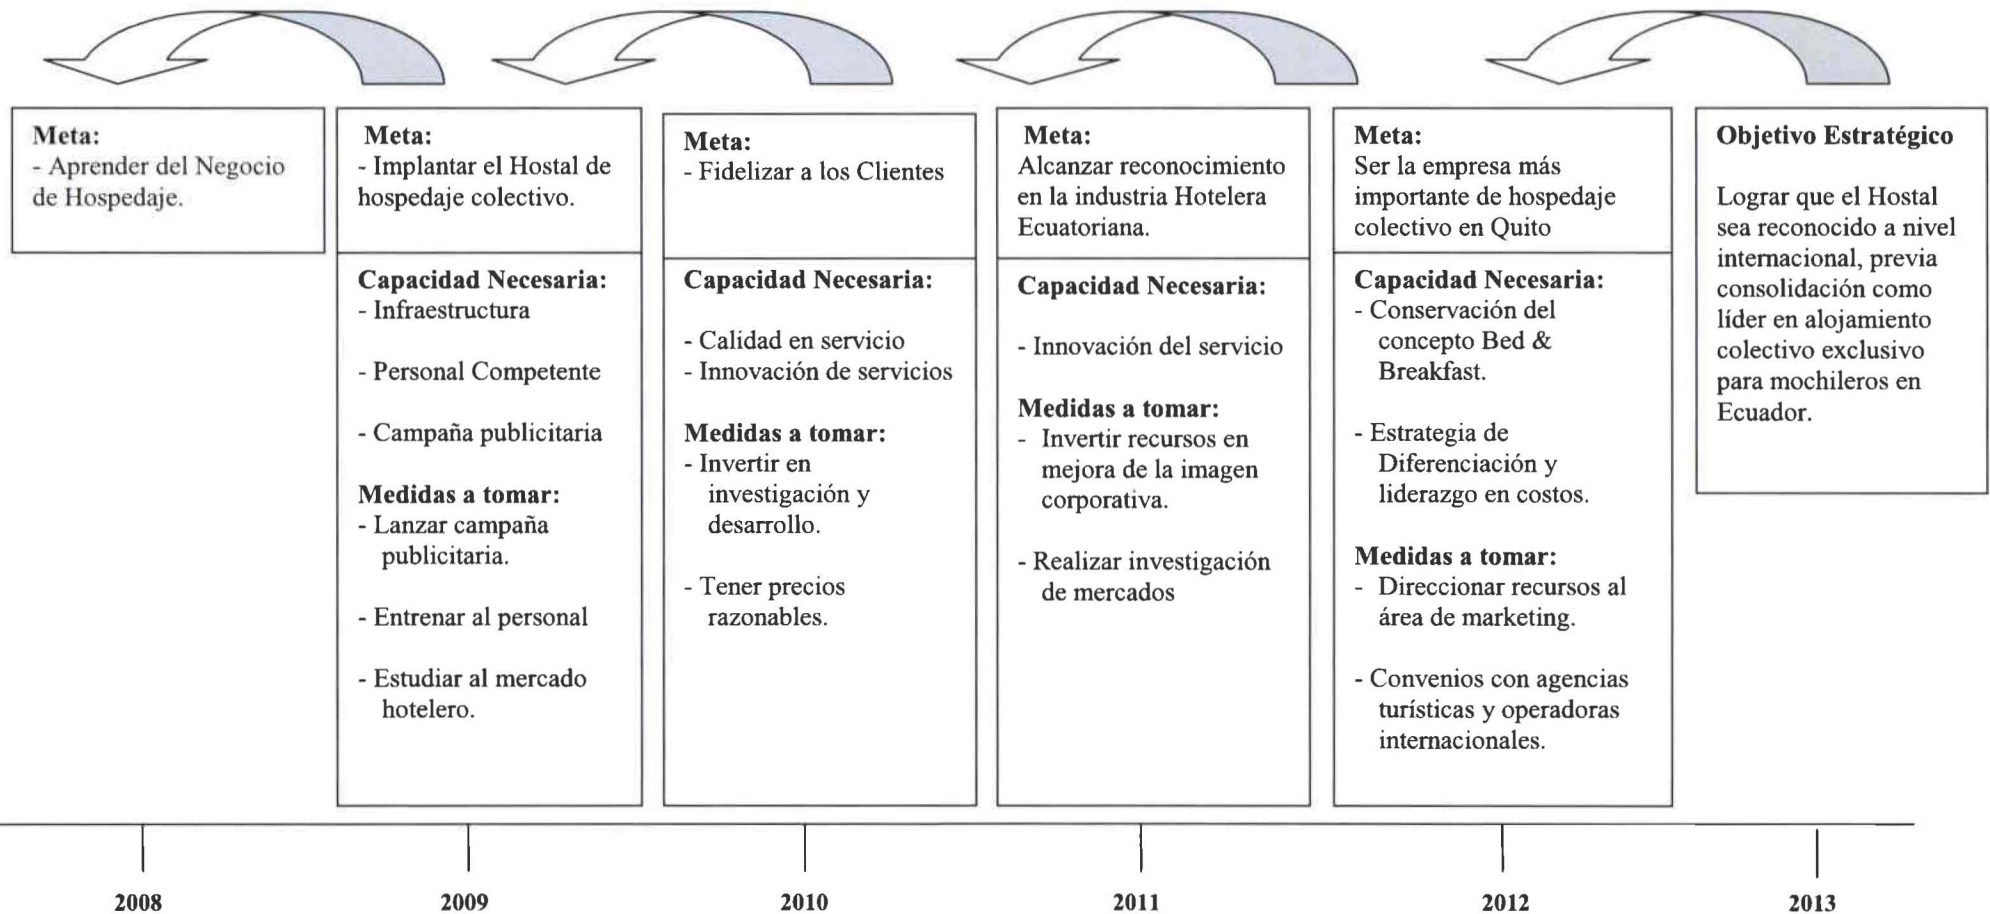 Meta:
- Aprender del Negocio
de Hospedaje.
Meta:
- Implantar el Hostal de
hospedaje colectivo.
Capacidad Necesaria:
- Infraestructura
- Personal Competente
- Campaña publicitaria
Medidas a tomar:
- Lanzar campaña
publicitaria.
- Entrenar al personal
- Estudiar al mercado
hotelero.
Meta:
- Fidelizar a los Clientes
Capacidad Necesaria:
- Calidad en servicio
- Innovación de servicios
Medidas a tomar:
- Invertir en
investigación y
desarrollo.
- Tener precios
razonables.
Meta:
Alcanzar reconocimiento
en la industria Hotelera
Ecuatoriana.
Capacidad Necesaria:
- Innovación del servicio
Medidas a tomar:
- Invertir recursos en
mejora de la imagen
corporativa.
- Realizar investigación
de mercados
Meta:
Ser la empresa más
importante de hospedaje
colectivo en Quito
Capacidad Necesaria:
- Conservación del
concepto Bed &
Breakfast.
- Estrategia de
Diferenciación y
liderazgo en costos.
Medidas a tomar:
- Direccionar recursos al
área de marketing.
- Convenios con agencias
turísticas y operadoras
internacionales.
Objetivo Estratégico
Lograr que el Hostal
sea reconocido a nivel
internacional, previa
consolidación como
líder en alojamiento
colectivo exclusivo
para mochileros en
Ecuador.
2008
2009
2010
2011
2012
2013